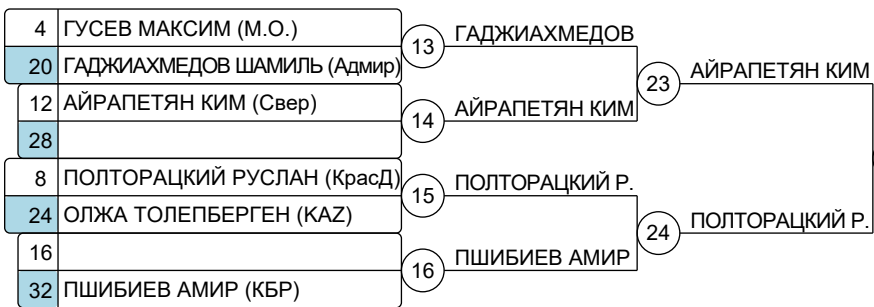 4 ГУСЕВ МАКСИМ (М.О.)
20 ГАДЖИАХМЕДОВ ШАМИЛЬ (Адмир)
13 ГАДЖИАХМЕДОВ
12 АЙРАПЕТЯН КИМ (Свер)
28
14 АЙРАПЕТЯН КИМ
23 АЙРАПЕТЯН КИМ
8 ПОЛТОРАЦКИЙ РУСЛАН (КрасД)
24 ОЛЖА ТОЛЕПБЕРГЕН (KAZ)
15 ПОЛТОРАЦКИЙ Р.
16
32 ПШИБИЕВ АМИР (КБР)
16 ПШИБИЕВ АМИР
24 ПОЛТОРАЦКИЙ Р.